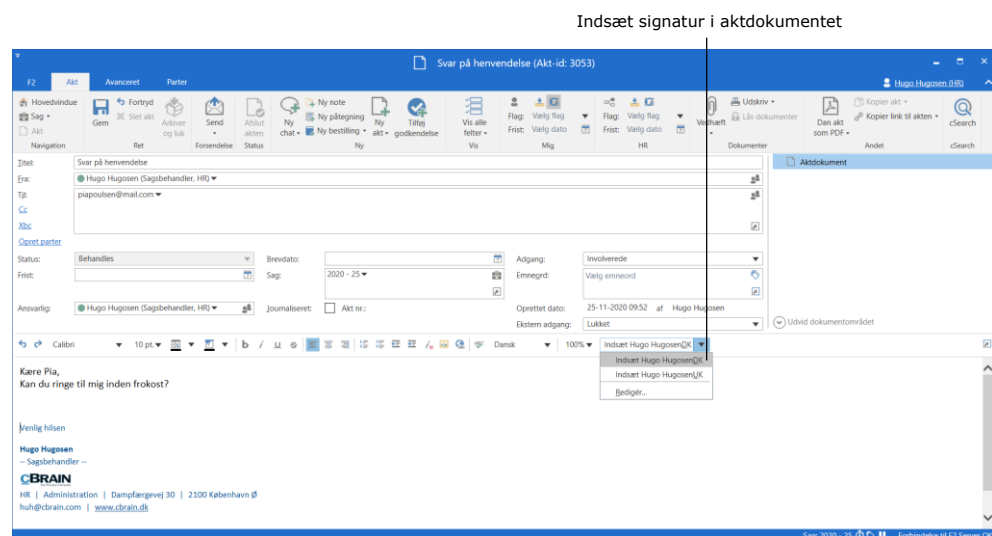 Indsæt signatur i aktdokumentet
Svar på henvendelse (Akt-id: 3053)
F2 Akt Avanceret Parter Hugo Hugosen (HR)
Hovedvindue
Sag
Akt
Navigation
Gem
Fortryd
Slet akt
Arkiver og luk
Ret
Send
Forsendelse
Afslut akten
Status
Ny chat
Ny note
Ny påtegning
Ny bestilling
Ny akt
Tilføj godkendelse
Ny
Vis alle felter
Vis
Flag: Vælg flag
Frist: Vælg dato
Mig
Flag: Vælg flag
Frist: Vælg dato
HR
Vedhæft
Udskriv
Lås dokumenter
Dokumenter
Dan akt som PDF
Kopier akt
Kopier link til akten
Andet
cSearch
cSearch
Titel: Svar på henvendelse
Aktdokument
Fra: Hugo Hugosen (Sagsbehandler, HR)
Til: piapoulsen@mail.com
Cc
Xbc
Opret parter
Status: Behandles Brevdato: Adgang: Involverede
Frist: Sag: 2020 - 25 Emneord: Vælg emneord
Ansvarlig: Hugo Hugosen (Sagsbehandler, HR) Journaliseret: Akt nr.: Oprettet dato: 25-11-2020 09:52 af Hugo Hugosen
Ekstern adgang: Lukket
Udvid dokumentområdet
Calibri 10 pt. b / u Dansk 100% Indsæt Hugo HugosenDK
Indsæt Hugo HugosenDK
Indsæt Hugo HugosenUK
Redigér...
Kære Pia,
Kan du ringe til mig inden frokost?
Venlig hilsen
Hugo Hugosen
– Sagsbehandler –
CBRAIN
HR | Administration | Dampfærgevej 30 | 2100 København Ø
huh@cbrain.com | www.cbrain.dk
Sag: 2020 - 25 Forbindelse til F2 Server OK